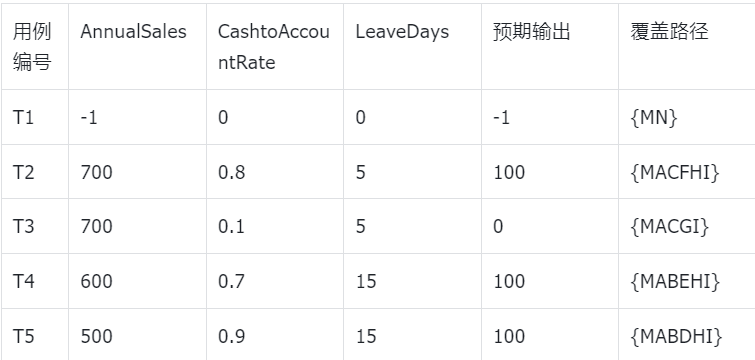 用例 AnnualSales CashtoAccou LeaveDays 预期输出 覆盖路径
编号 ntRate
T1 -1 0 0 -1 {MN}
T2 700 0.8 5 100 {MACFHI}
T3 700 0.1 5 0 {MACGI}
T4 600 0.7 15 100 {MABEHI}
T5 500 0.9 15 100 {MABDHI}